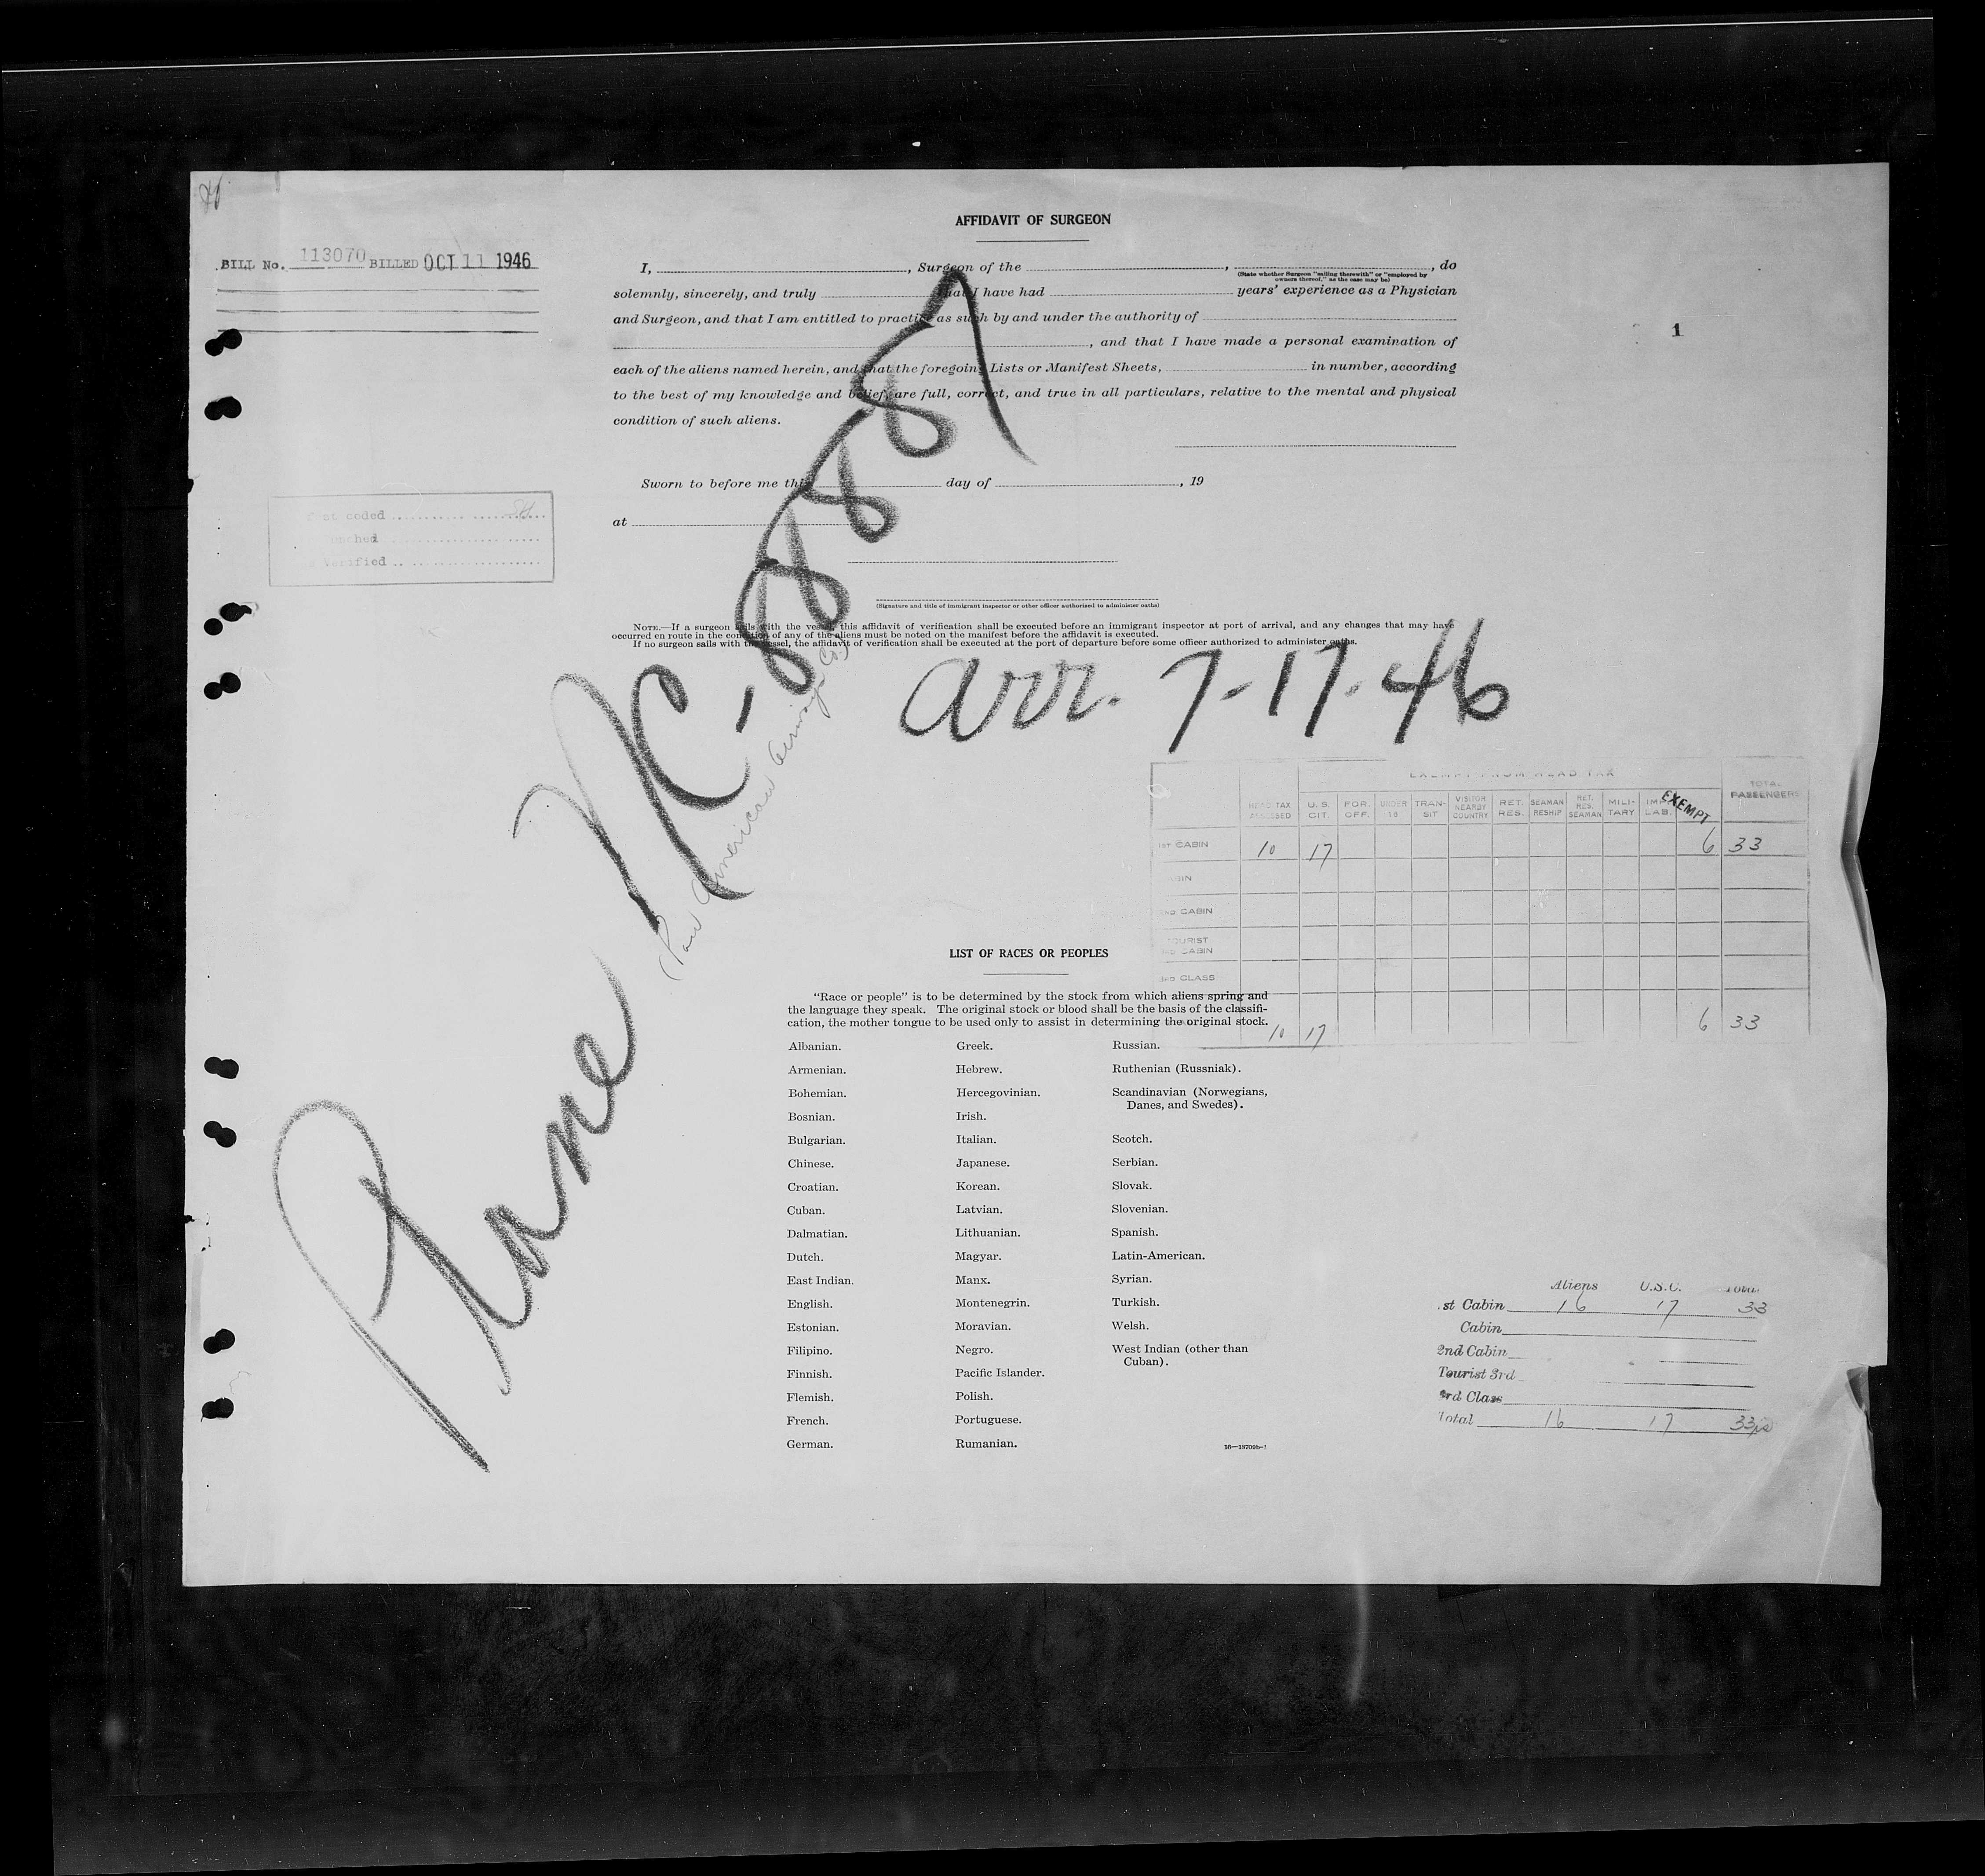 AFFIDAVIT OF SURGEON
BILL No. 113070 BILLED OCT 11 1946
I, , Surgeon of the , , do
(State whether Surgeon "sailing therewith" or "employed by owners thereof," as the case may be)
solemnly, sincerely, and truly that I have had years' experience as a Physician
and Surgeon, and that I am entitled to practice as such by and under the authority of
, and that I have made a personal examination of
1
each of the aliens named herein, and that the foregoing Lists or Manifest Sheets, in number, according
to the best of my knowledge and belief, are full, correct, and true in all particulars, relative to the mental and physical
condition of such aliens.
Sworn to before me this day of , 19
at
coded
Verified
(Signature and title of immigrant inspector or other officer authorized to administer oaths)
NOTE.—If a surgeon sails with the vessel, this affidavit of verification shall be executed before an immigrant inspector at port of arrival, and any changes that may have
occurred en route in the condition of any of the aliens must be noted on the manifest before the affidavit is executed.
If no surgeon sails with the vessel, the affidavit of verification shall be executed at the port of departure before some officer authorized to administer oaths.
Plane NC-88887
(Pan American Airways Co.)
arr. 7-17-46
EXEMPT FROM HEAD TAX
HEAD TAX ASSESSED U.S. CIT. FOR. OFF. UNDER 16 TRANSIT VISITOR NEARBY COUNTRY RET. RES. SEAMAN RESHIP RET. RES. SEAMAN MILITARY IMP. LAB. EXEMPT TOTAL PASSENGERS
1ST CABIN 10 17 6 33
CABIN
2ND CABIN
TOURIST
3RD CABIN
3RD CLASS
10 17 6 33
LIST OF RACES OR PEOPLES
"Race or people" is to be determined by the stock from which aliens spring and
the language they speak. The original stock or blood shall be the basis of the classifi-
cation, the mother tongue to be used only to assist in determining the original stock.
Albanian.
Armenian.
Bohemian.
Bosnian.
Bulgarian.
Chinese.
Croatian.
Cuban.
Dalmatian.
Dutch.
East Indian.
English.
Estonian.
Filipino.
Finnish.
Flemish.
French.
German.
Greek.
Hebrew.
Hercegovinian.
Irish.
Italian.
Japanese.
Korean.
Latvian.
Lithuanian.
Magyar.
Manx.
Montenegrin.
Moravian.
Negro.
Pacific Islander.
Polish.
Portuguese.
Rumanian.
Russian.
Ruthenian (Russniak).
Scandinavian (Norwegians,
Danes, and Swedes).
Scotch.
Serbian.
Slovak.
Slovenian.
Spanish.
Latin-American.
Syrian.
Turkish.
Welsh.
West Indian (other than
Cuban).
Aliens U.S.C. Total
1st Cabin 16 17 33
Cabin
2nd Cabin
Tourist 3rd
3rd Class
Total 16 17 33